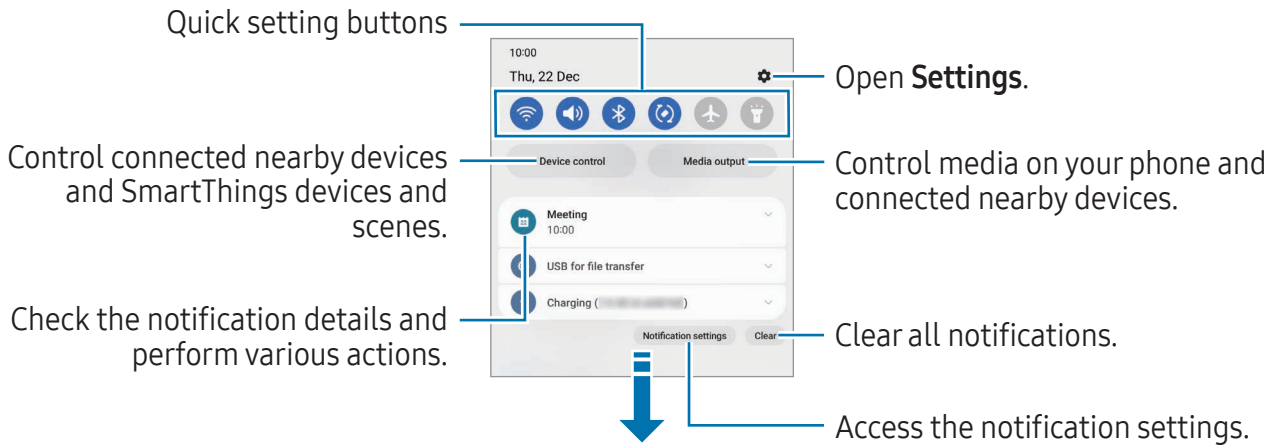 Quick setting buttons
10:00
Thu, 22 Dec
Open Settings.
Control connected nearby devices
and SmartThings devices and
scenes.
Device control
Media output
Control media on your phone and
connected nearby devices.
Meeting
10:00
USB for file transfer
Charging ( )
Check the notification details and
perform various actions.
Notification settings
Clear
Clear all notifications.
Access the notification settings.